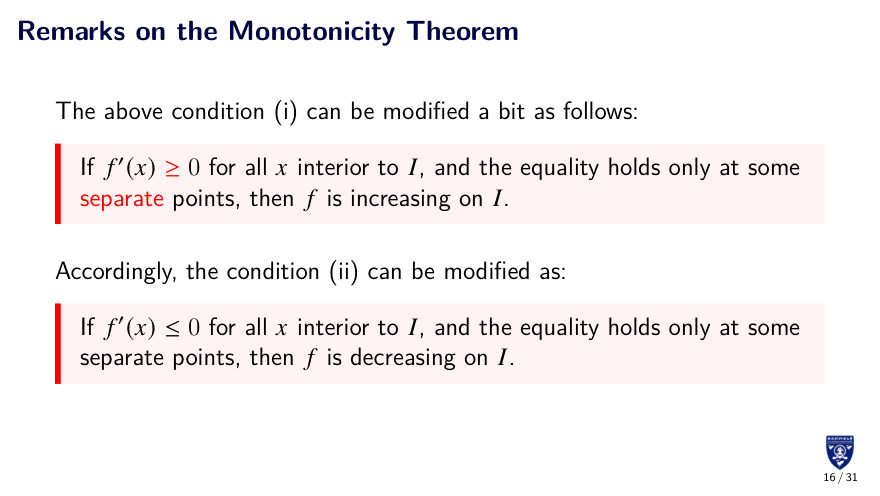 Remarks on the Monotonicity Theorem
The above condition (i) can be modified a bit as follows:
If f′(x) ≥ 0 for all x interior to I, and the equality holds only at some
separate points, then f is increasing on I.
Accordingly, the condition (ii) can be modified as:
If f′(x) ≤ 0 for all x interior to I, and the equality holds only at some
separate points, then f is decreasing on I.
16 / 31